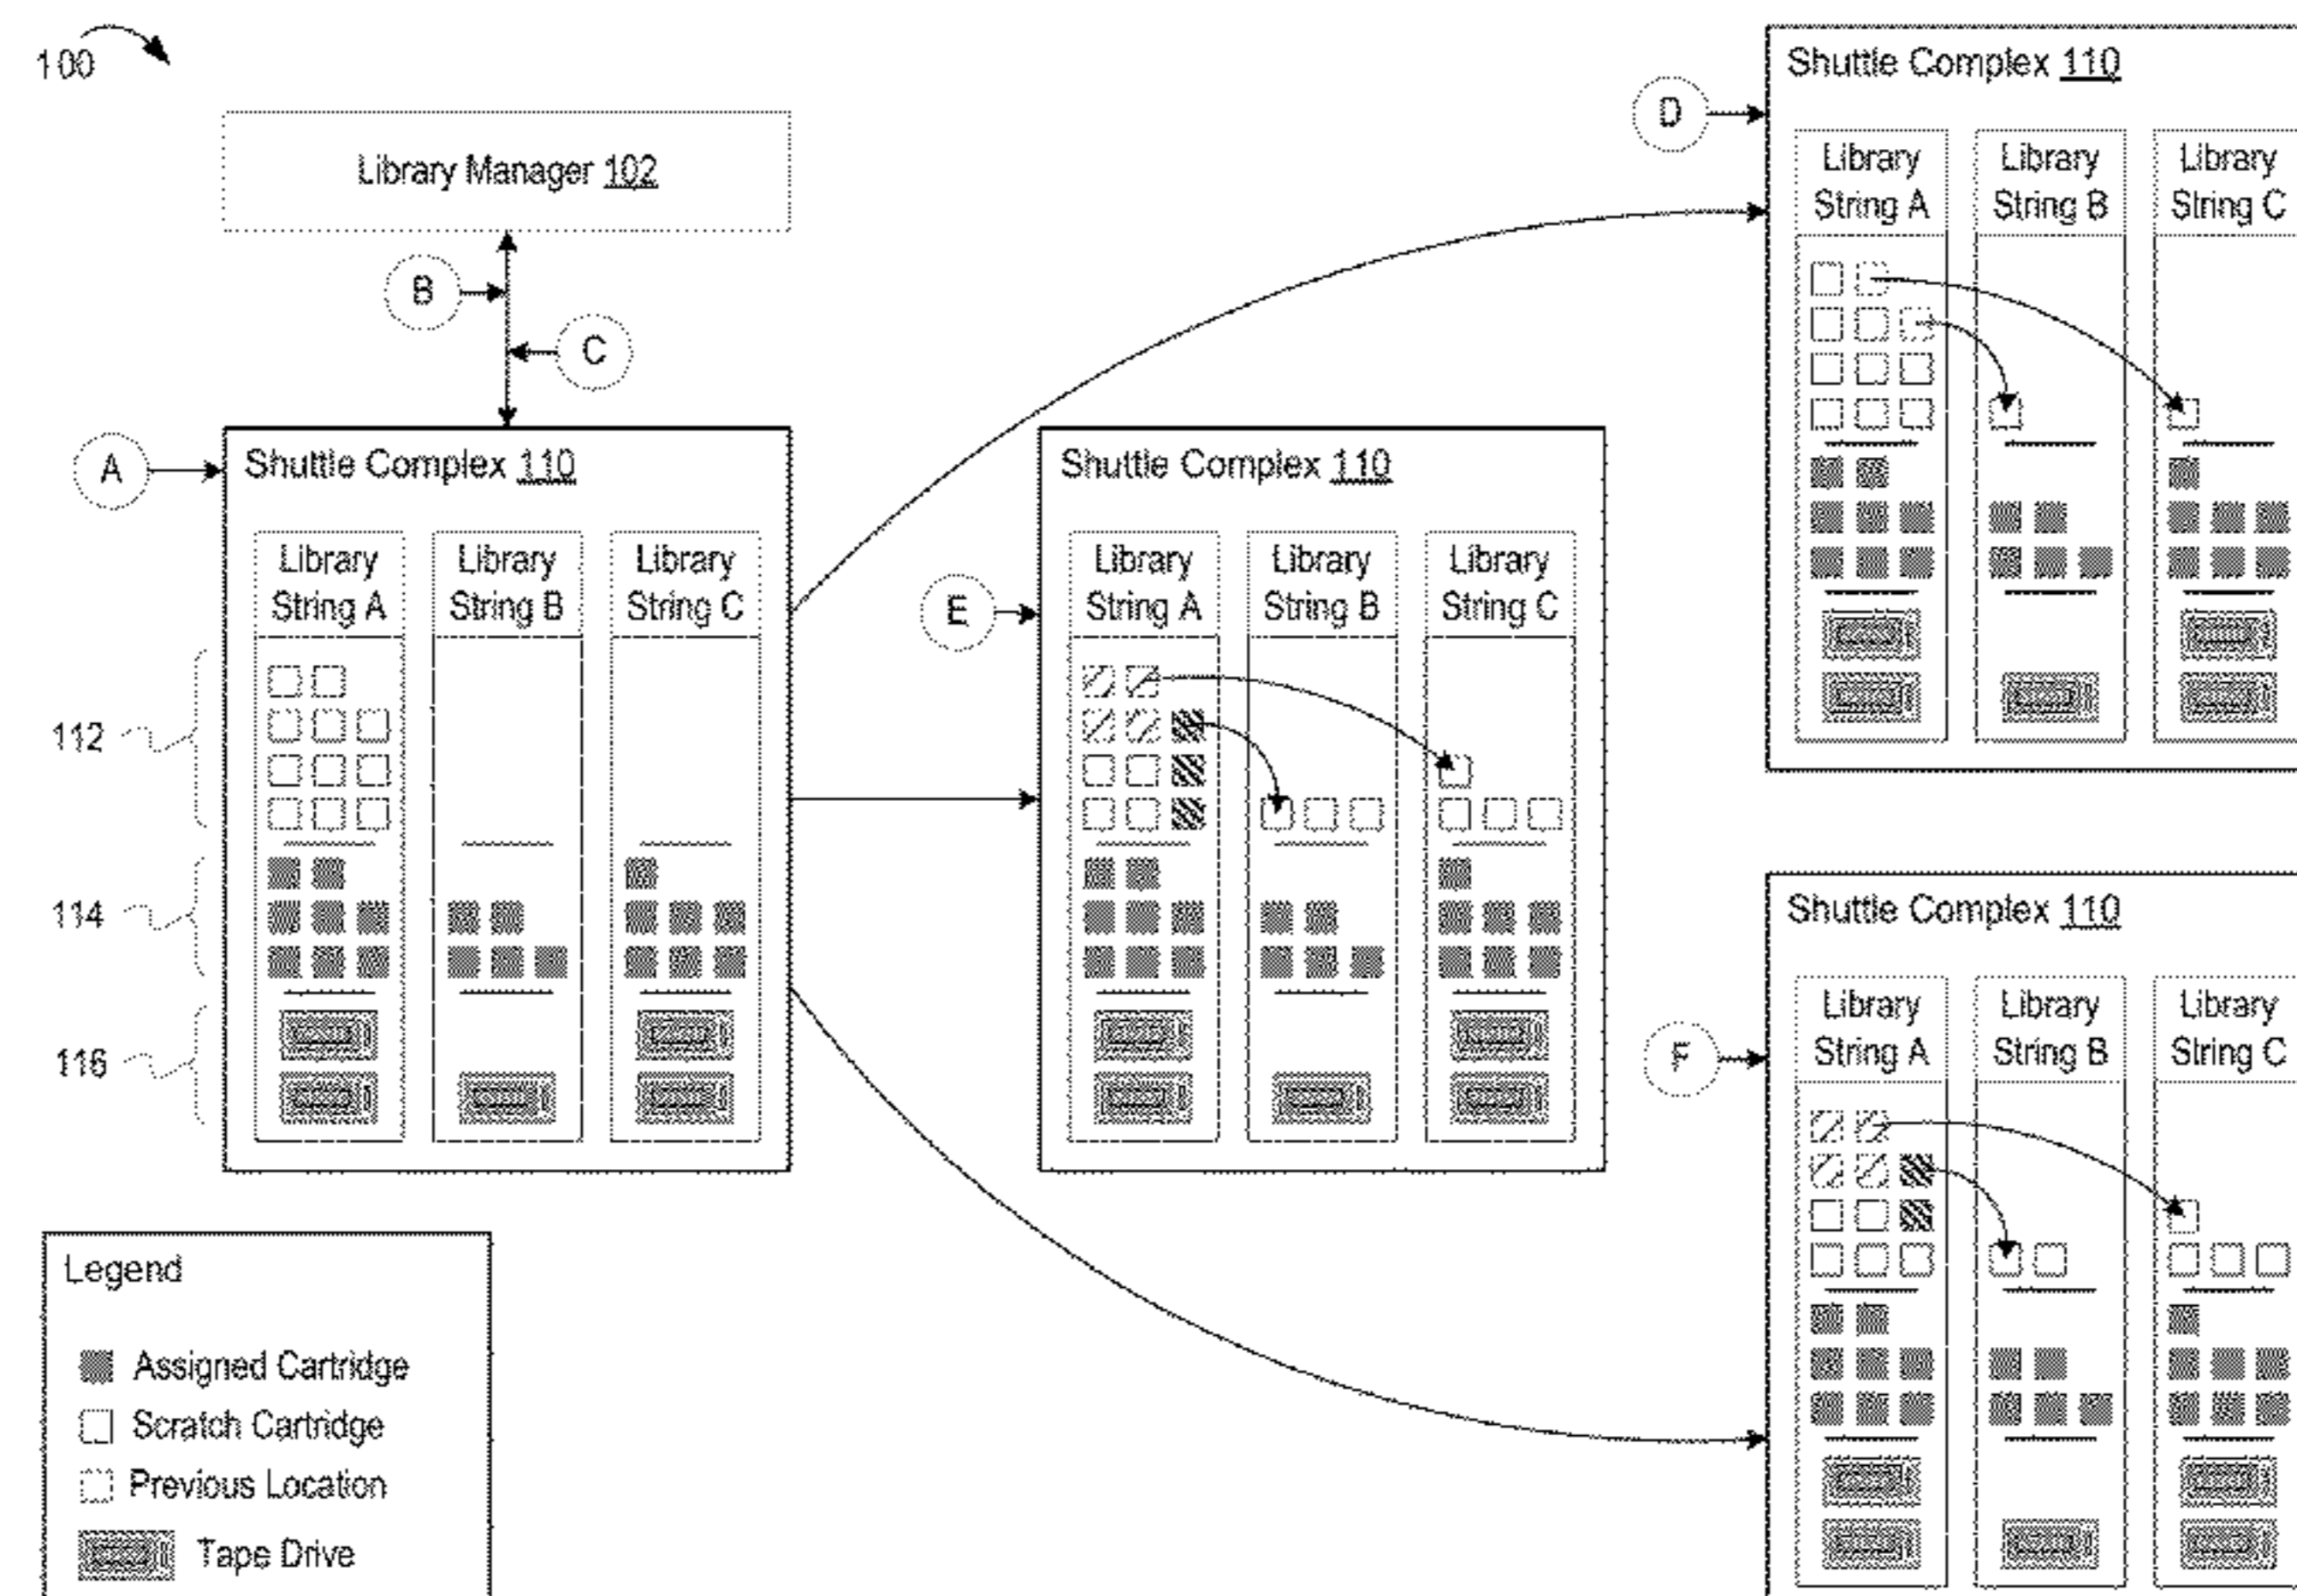 100
Library Manager 102
B
C
A
Shuttle Complex 110
Library
String A
Library
String B
Library
String C
112
114
116
E
Shuttle Complex 110
Library
String A
Library
String B
Library
String C
D
Shuttle Complex 110
Library
String A
Library
String B
Library
String C
F
Shuttle Complex 110
Library
String A
Library
String B
Library
String C
Legend
Assigned Cartridge
Scratch Cartridge
Previous Location
Tape Drive